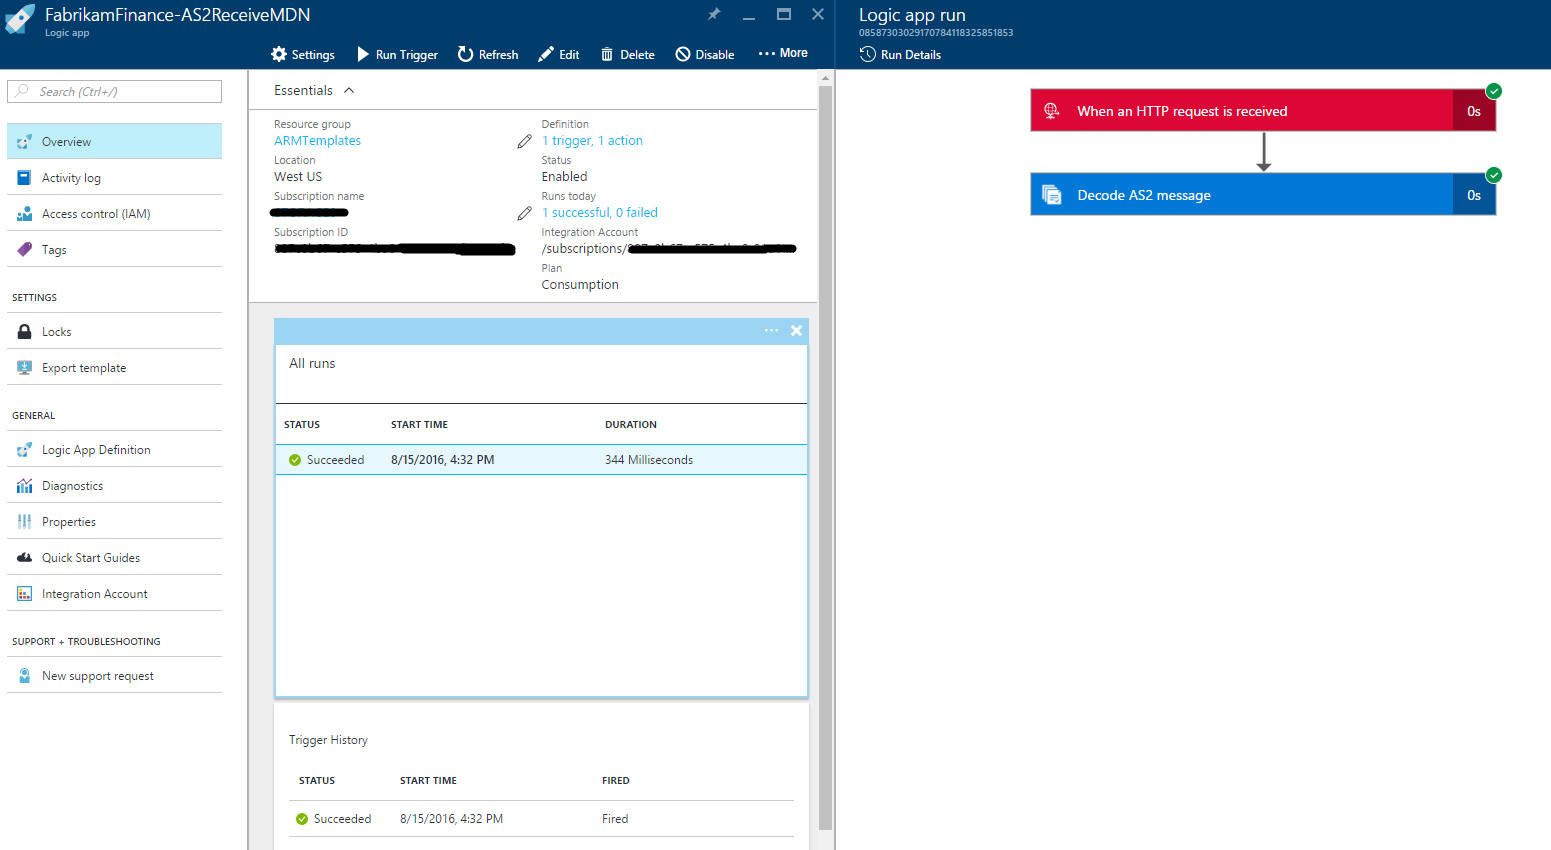 FabrikamFinance-AS2ReceiveMDN
Logic app
Settings
Run Trigger
Refresh
Edit
Delete
Disable
More
Search (Ctrl+/)
Overview
Activity log
Access control (IAM)
Tags
SETTINGS
Locks
Export template
GENERAL
Logic App Definition
Diagnostics
Properties
Quick Start Guides
Integration Account
SUPPORT + TROUBLESHOOTING
New support request
Essentials
Resource group
ARMTemplates
Location
West US
Subscription name
Subscription ID
Definition
1 trigger, 1 action
Status
Enabled
Runs today
1 successful, 0 failed
Integration Account
/subscriptions/
Plan
Consumption
All runs
STATUS START TIME DURATION
Succeeded 8/15/2016, 4:32 PM 344 Milliseconds
Trigger History
STATUS START TIME FIRED
Succeeded 8/15/2016, 4:32 PM Fired
Logic app run
08587303029170784118325851853
Run Details
When an HTTP request is received 0s
Decode AS2 message 0s